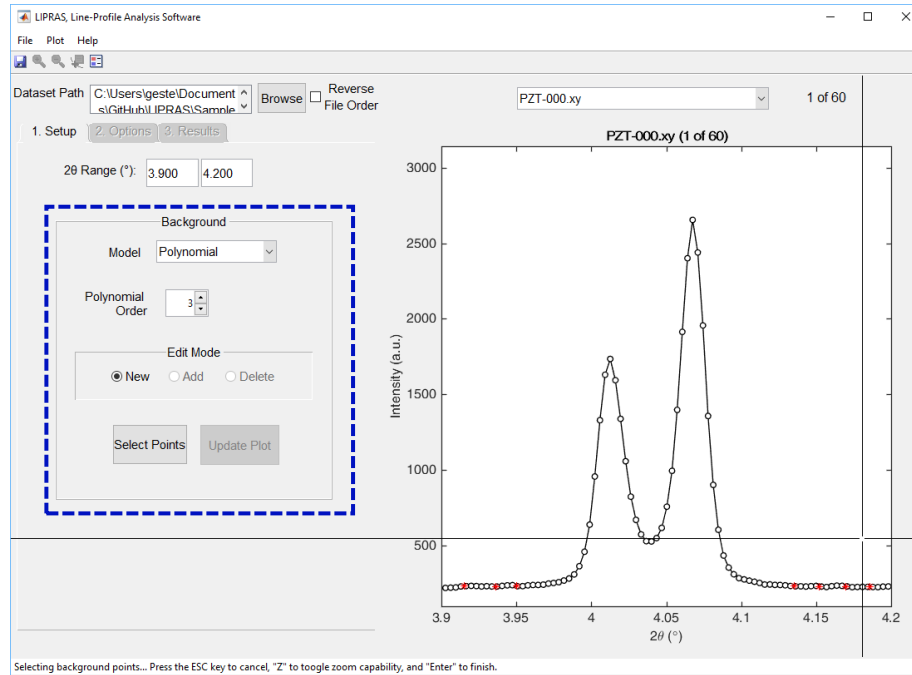 LIPRAS, Line-Profile Analysis Software
File Plot Help
Dataset Path
C:\Users\geste\Document
s\GitHub\LIPRAS\Sample
Browse
Reverse
File Order
PZT-000.xy
1 of 60
1. Setup
2. Options
3. Results
2θ Range (°):
3.900
4.200
Background
Model
Polynomial
Polynomial
Order
3
Edit Mode
New
Add
Delete
Select Points
Update Plot
PZT-000.xy (1 of 60)
3000
2500
2000
1500
1000
500
Intensity (a.u.)
3.9
3.95
4
4.05
4.1
4.15
4.2
2θ (°)
Selecting background points... Press the ESC key to cancel, "Z" to toogle zoom capability, and "Enter" to finish.